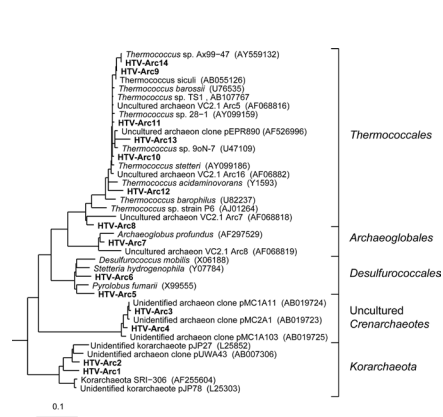 Thermococcus sp. Ax99-47 (AY559132)
HTV-Arc14
HTV-Arc9
Thermococcus siculi (AB055126)
Thermococcus barossii (U76535)
Thermococcus sp. TS1 , AB107767
Uncultured archaeon VC2.1 Arc5 (AF068816)
Thermococcus sp. 28-1 (AY099159)
HTV-Arc11
Uncultured archaeon clone pEPR890 (AF526996)
HTV-Arc13
Thermococcus sp. 9oN-7 (U47109)
HTV-Arc10
Thermococcus stetteri (AY099186)
Uncultured archaeon VC2.1 Arc16 (AF06882)
Thermococcus acidaminovorans (Y1593)
HTV-Arc12
Thermococcus barophilus (U82237)
Thermococcus sp. strain P6 (AJ01264)
Uncultured archaeon VC2.1 Arc7 (AF068818)
HTV-Arc8
Thermococcales
Archaeoglobus profundus (AF297529)
HTV-Arc7
Uncultured archaeon VC2.1 Arc8 (AF068819)
Archaeoglobales
Desulfurococcus mobilis (X06188)
Stetteria hydrogenophila (Y07784)
HTV-Arc6
Pyrolobus fumarii (X99555)
HTV-Arc5
Desulfurococcales
Unidentified archaeon clone pMC1A11 (AB019724)
HTV-Arc3
Unidentified archaeon clone pMC2A1 (AB019723)
HTV-Arc4
Unidentified archaeon clone pMC1A103 (AB019725)
Uncultured
Crenarchaeotes
Unidentified korarchaeote pJP27 (L25852)
Uncultured archaeon clone pUWA43 (AB007306)
HTV-Arc2
HTV-Arc1
Korarchaeota SRI-306 (AF255604)
Unidentified korarchaeote pJP78 (L25303)
Korarchaeota
0.1